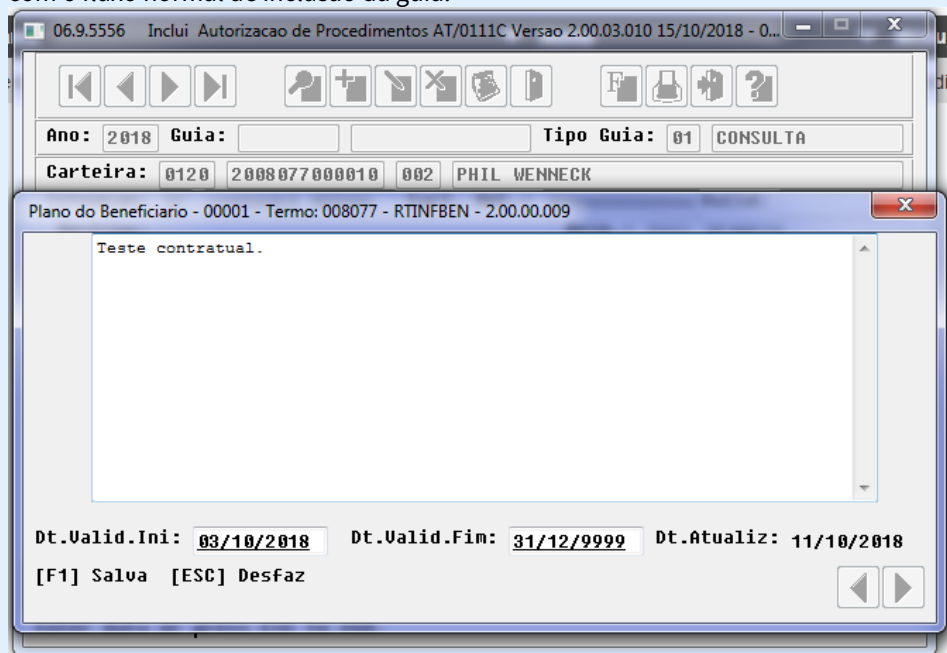 06.9.5556 Inclui Autorizacao de Procedimentos AT/0111C Versao 2.00.03.010 15/10/2018 - 0...
Ano: 2018 Guia: Tipo Guia: 01 CONSULTA
Carteira: 0120 2008077000010 002 PHIL WENNECK
Plano do Beneficiario - 00001 - Termo: 008077 - RTINFBEN - 2.00.00.009
Teste contratual.
Dt.Valid.Ini: 03/10/2018 Dt.Valid.Fim: 31/12/9999 Dt.Atualiz: 11/10/2018
[F1] Salva [ESC] Desfaz